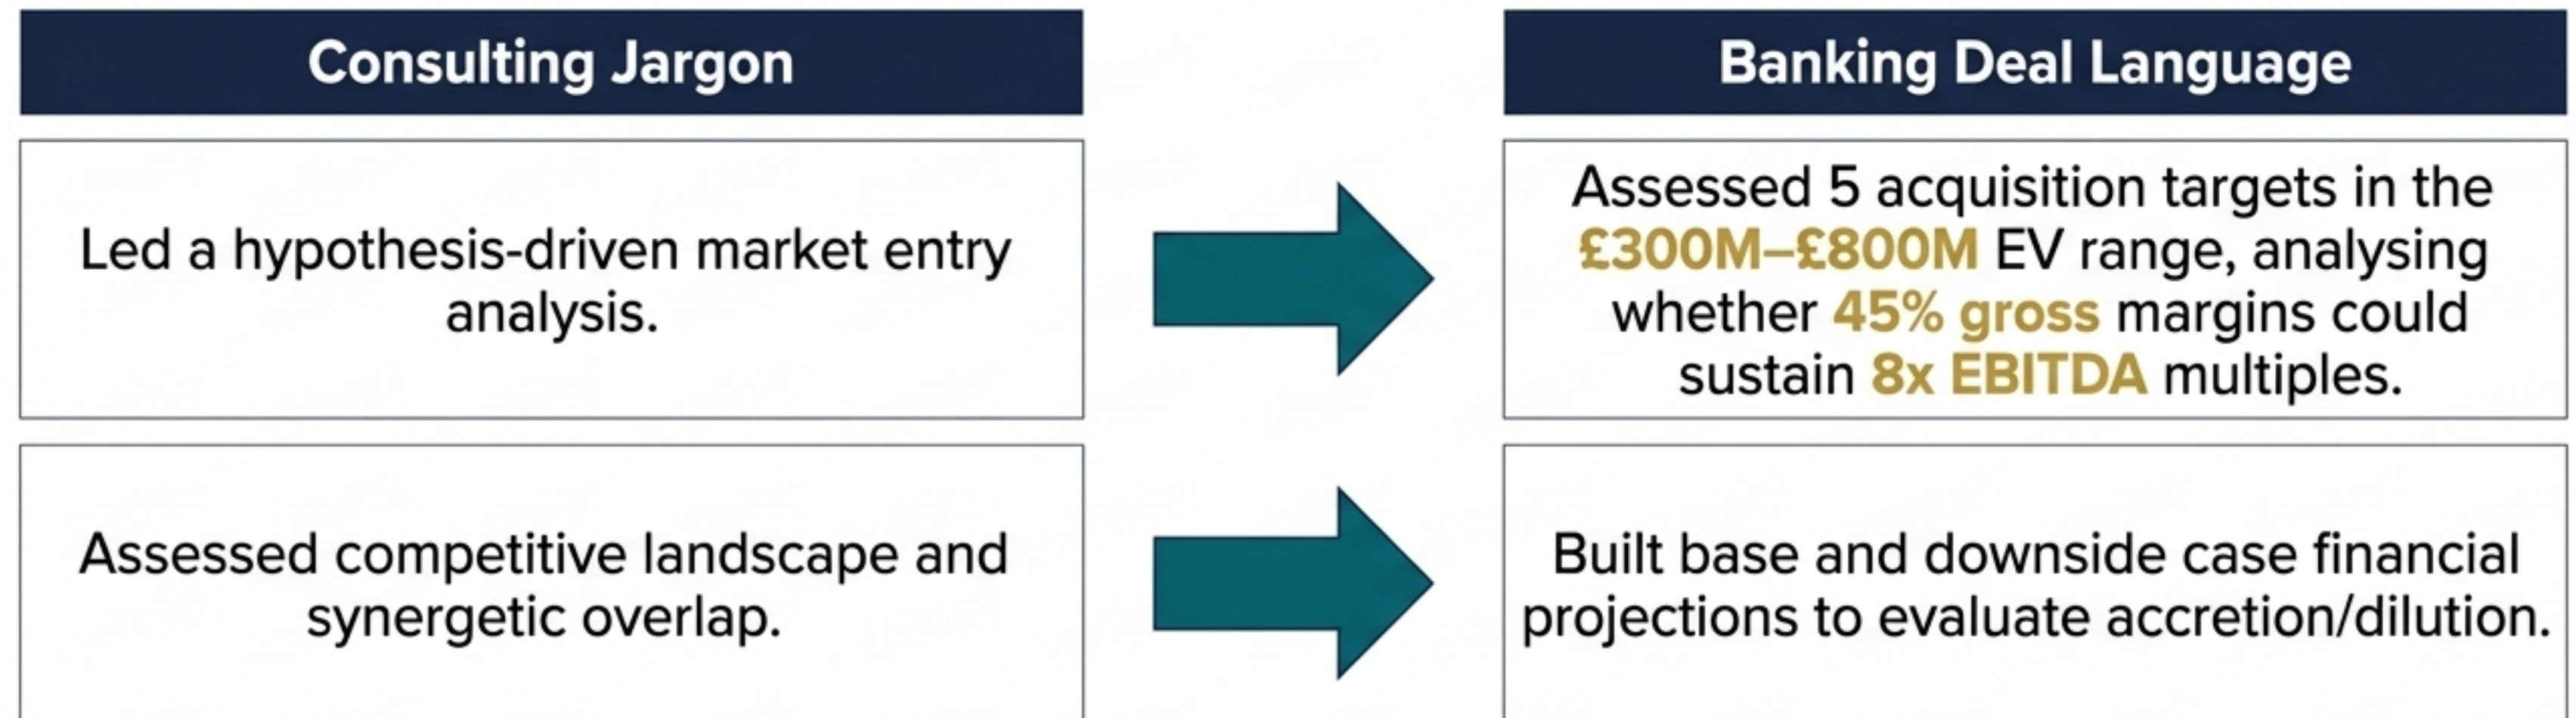 Consulting Jargon
Banking Deal Language
Led a hypothesis-driven market entry
analysis.
Assessed 5 acquisition targets in the
£300M–£800M EV range, analysing
whether 45% gross margins could
sustain 8x EBITDA multiples.
Assessed competitive landscape and
synergetic overlap.
Built base and downside case financial
projections to evaluate accretion/dilution.